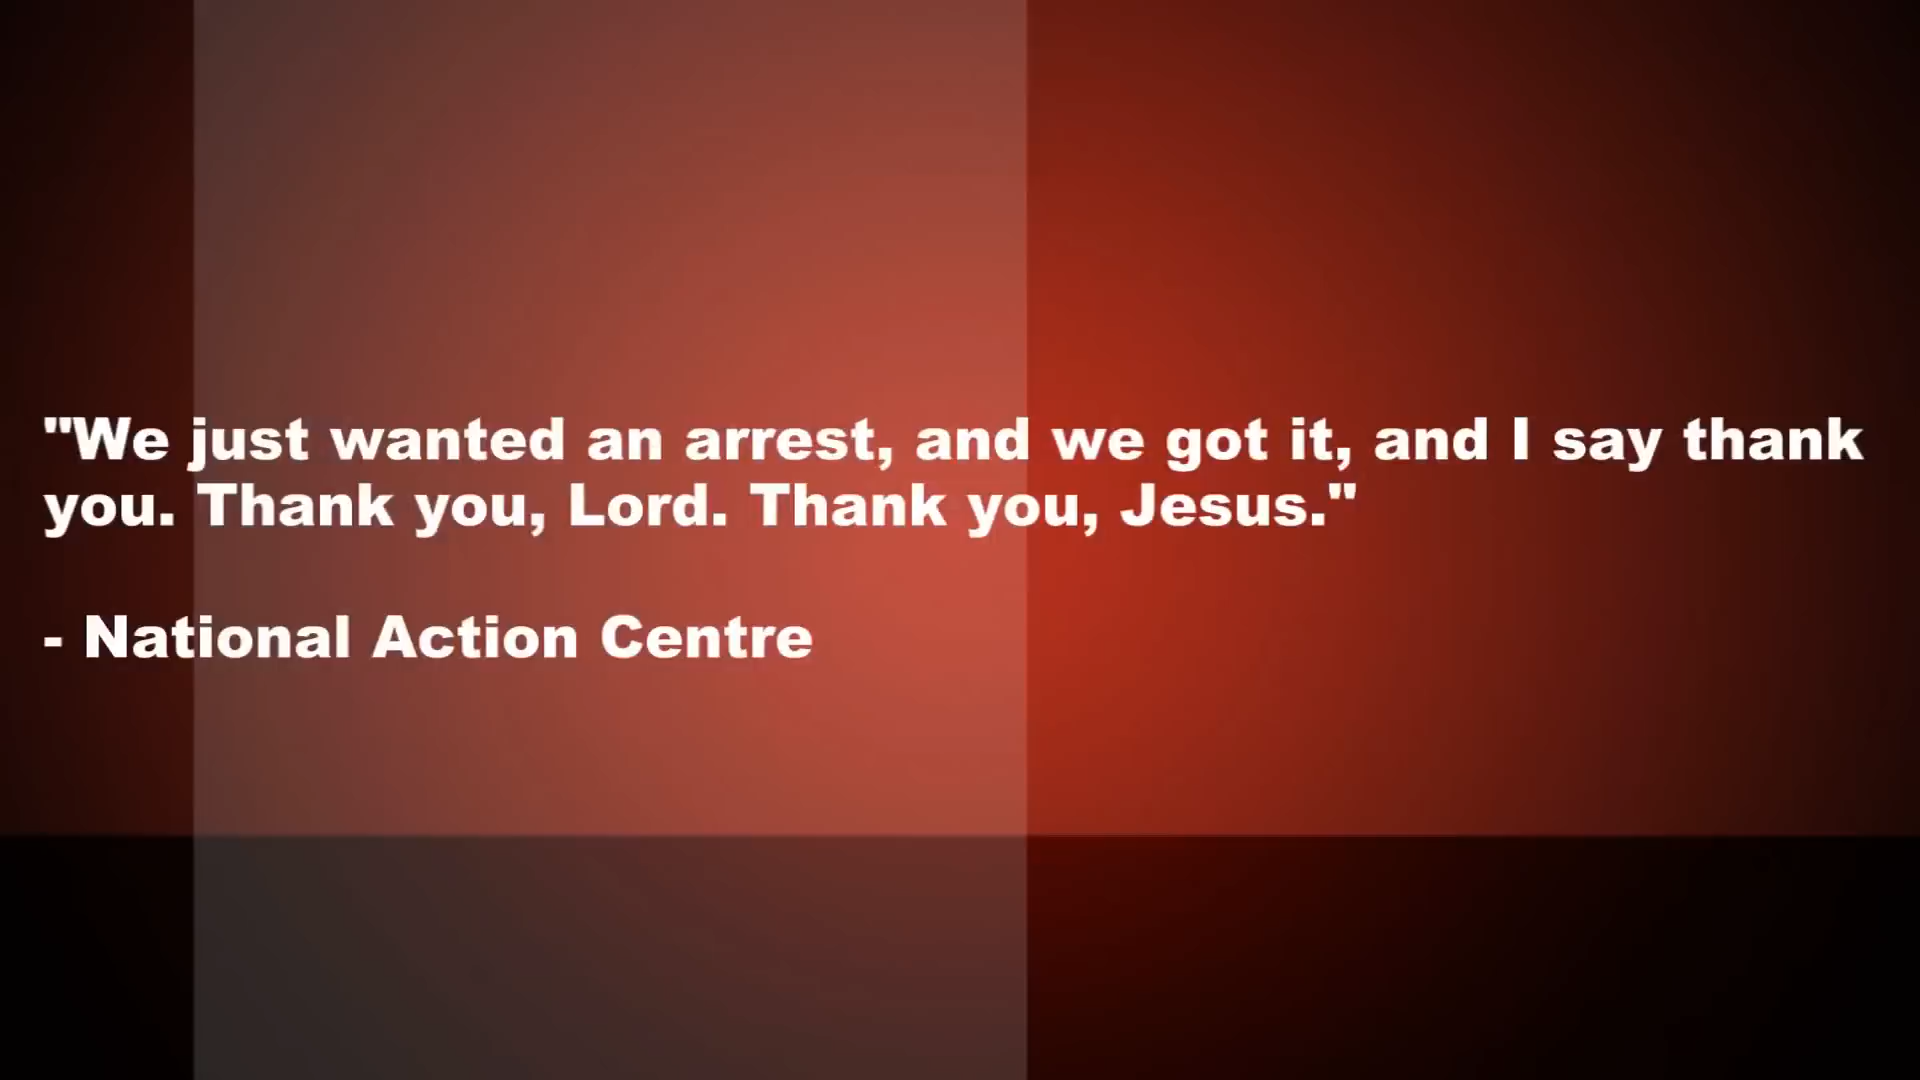 "We just wanted an arrest, and we got it, and I say thank
you. Thank you, Lord. Thank you, Jesus."
- National Action Centre